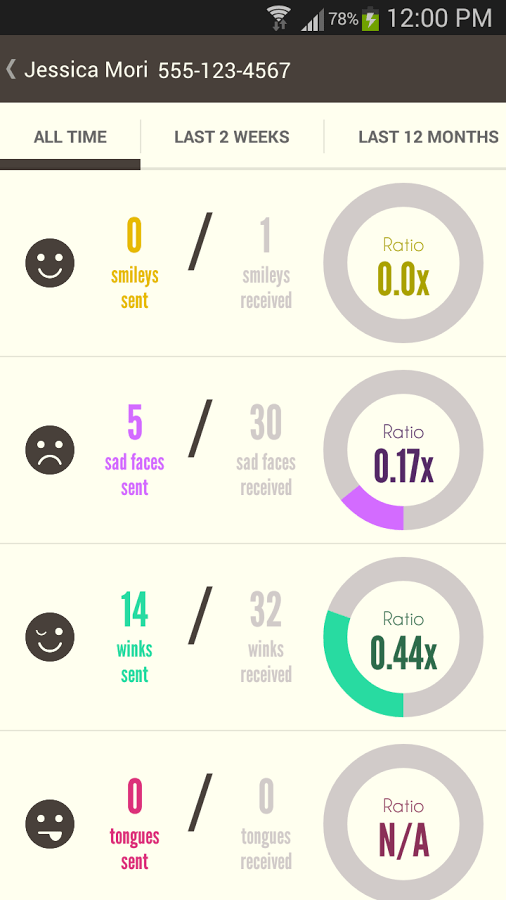 78% 12:00 PM
Jessica Mori 555-123-4567
ALL TIME LAST 2 WEEKS LAST 12 MONTHS
0 / 1
smileys sent
smileys received
Ratio
0.0x
5 / 30
sad faces sent
sad faces received
Ratio
0.17x
14 / 32
winks sent
winks received
Ratio
0.44x
0 / 0
tongues sent
tongues received
Ratio
N/A